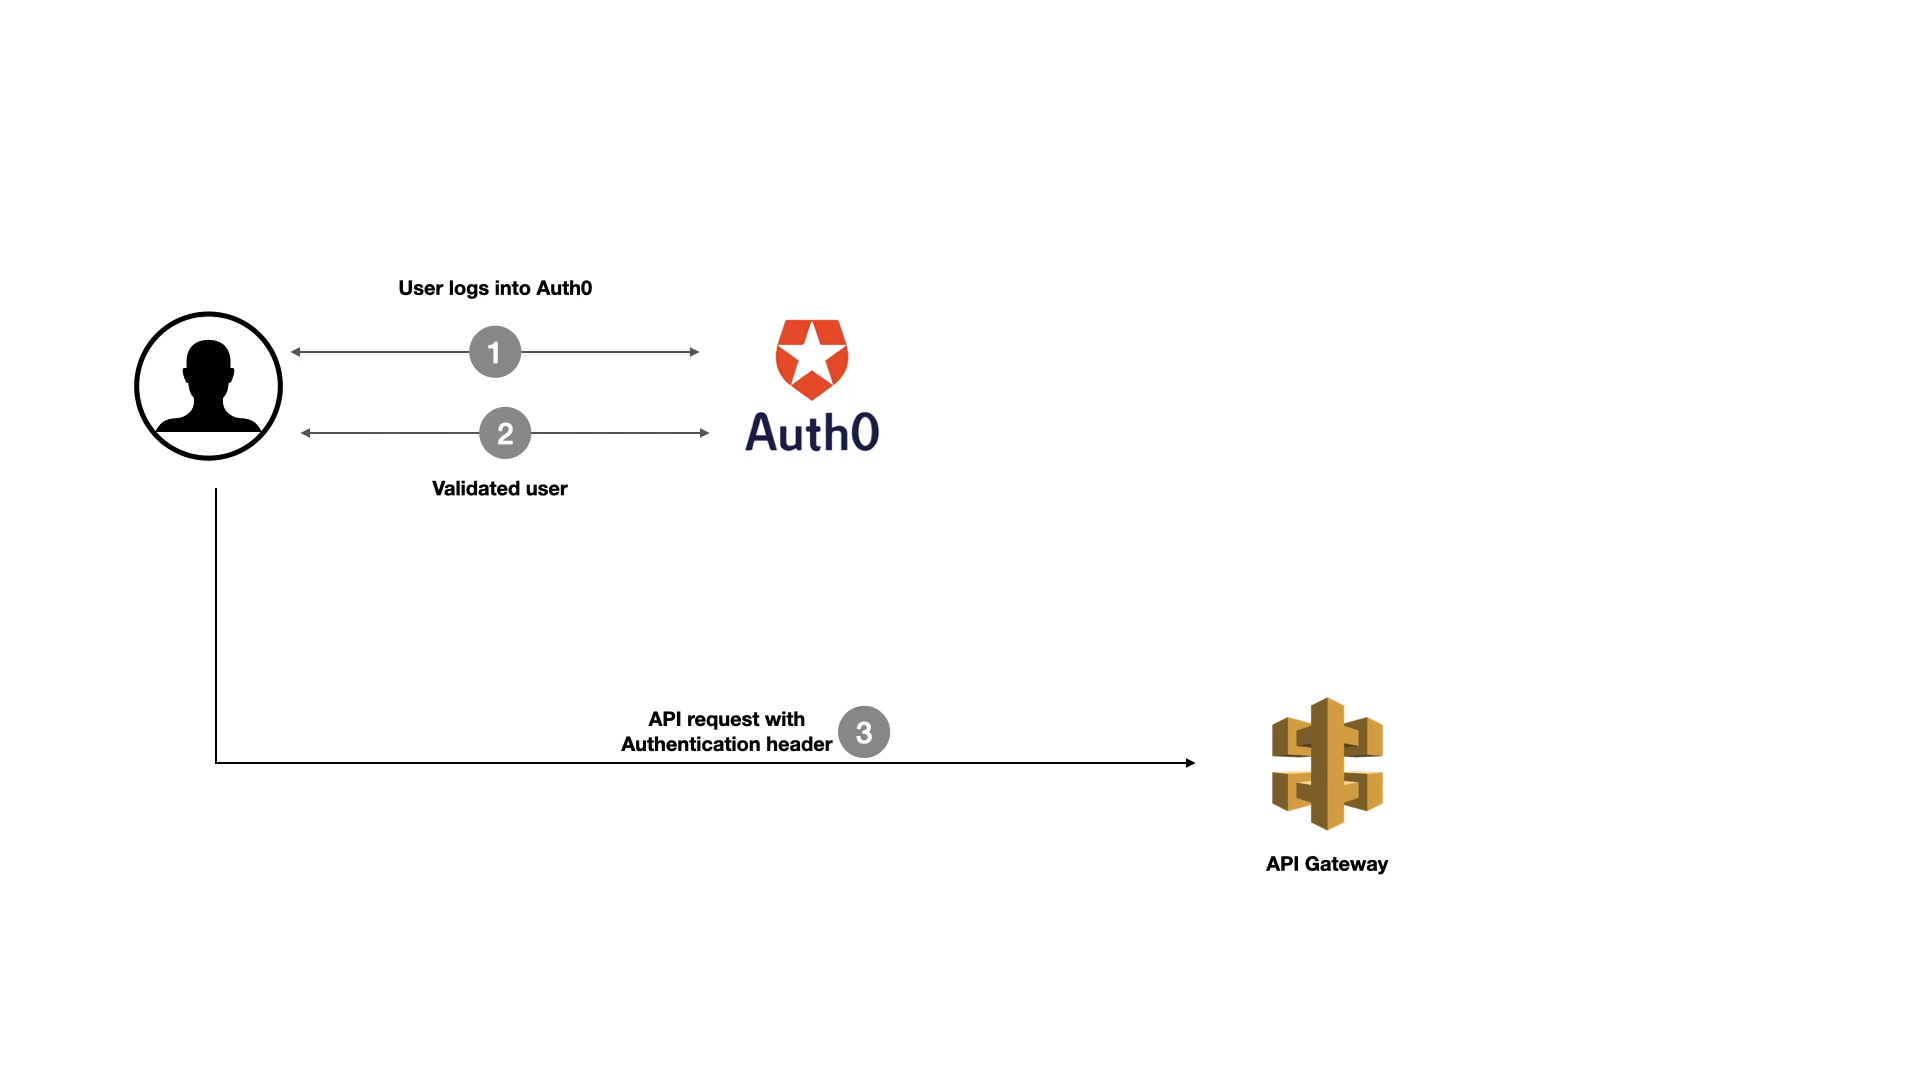 User logs into Auth0
1
2
Auth0
Validated user
API request with
Authentication header
3
API Gateway